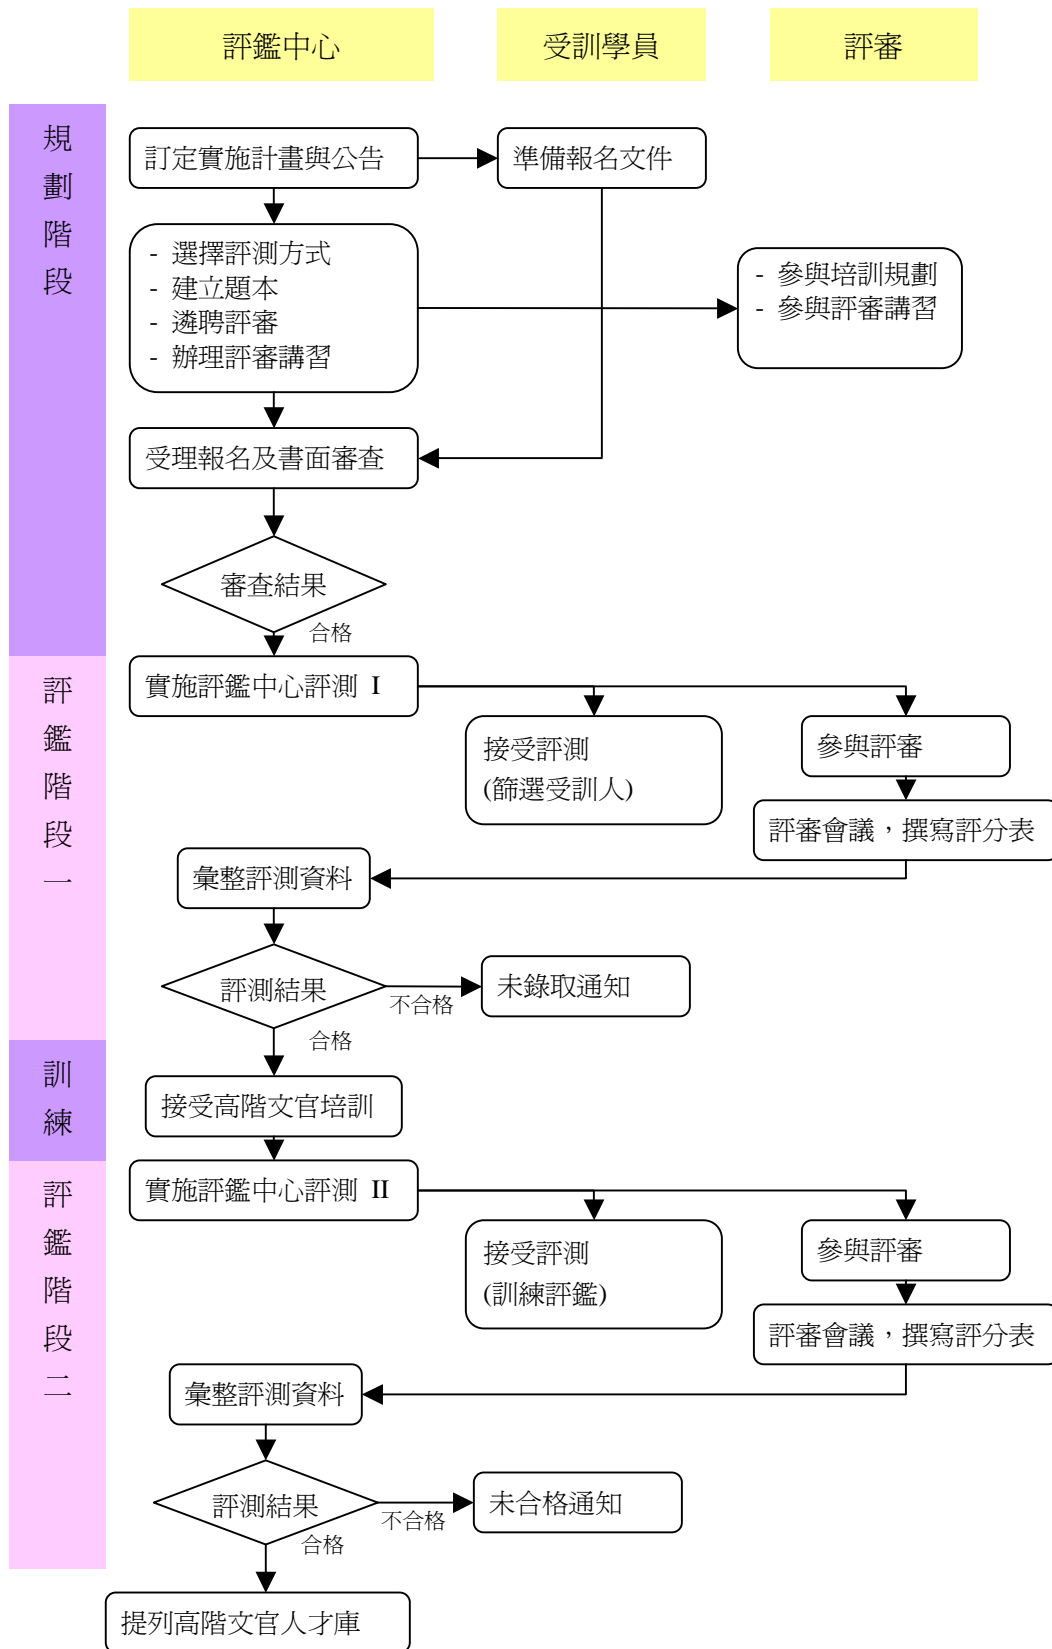 評鑑中心
受訓學員
評審
規劃階段
訂定實施計畫與公告
準備報名文件
- 選擇評測方式
- 建立題本
- 遴聘評審
- 辦理評審講習
- 參與培訓規劃
- 參與評審講習
受理報名及書面審查
審查結果
合格
評鑑階段一
實施評鑑中心評測 I
接受評測
(篩選受訓人)
參與評審
評審會議，撰寫評分表
彙整評測資料
評測結果
不合格
未錄取通知
合格
訓練
接受高階文官培訓
評鑑階段二
實施評鑑中心評測 II
接受評測
(訓練評鑑)
參與評審
評審會議，撰寫評分表
彙整評測資料
評測結果
不合格
未合格通知
合格
提列高階文官人才庫